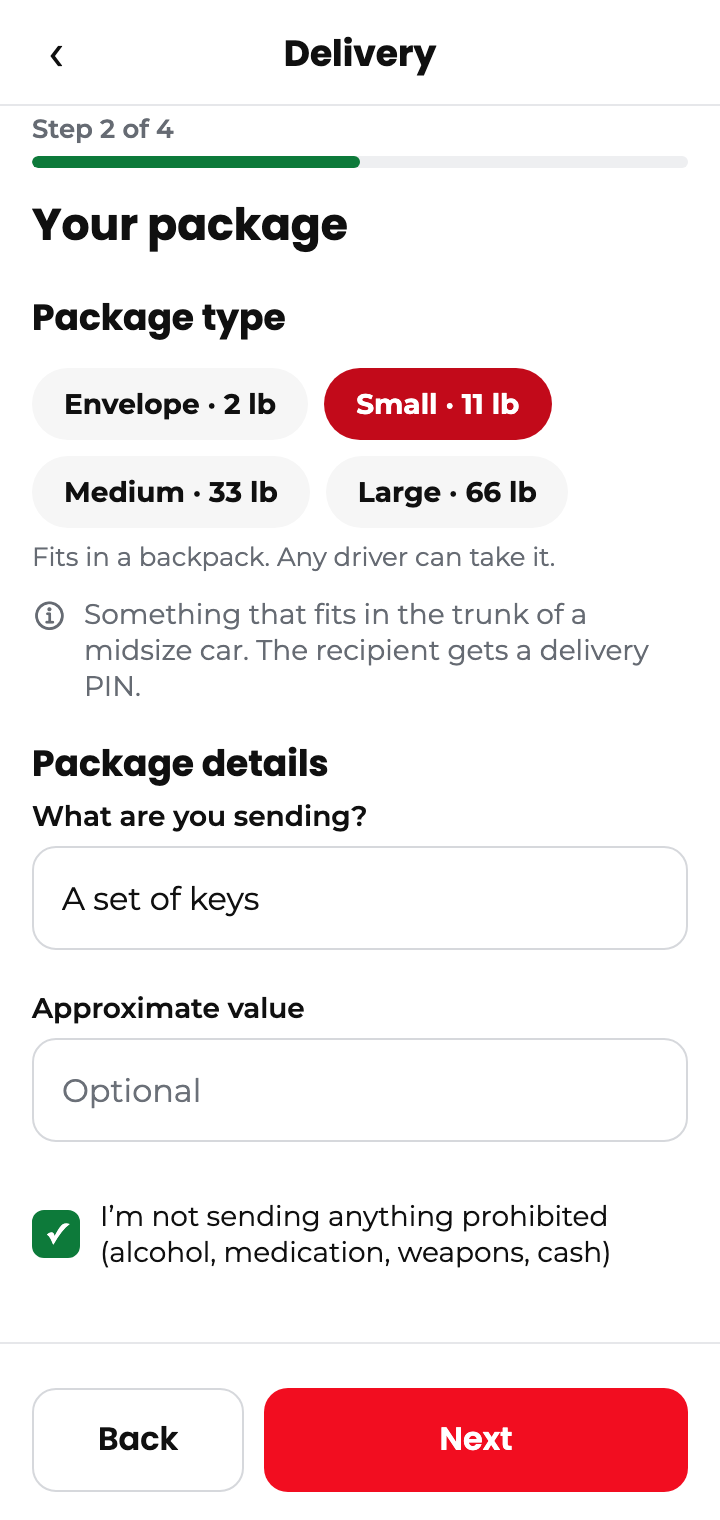 ‹ Delivery
Step 2 of 4
Your package
Package type
Envelope · 2 lb
Small · 11 lb
Medium · 33 lb
Large · 66 lb
Fits in a backpack. Any driver can take it.
Something that fits in the trunk of a
midsize car. The recipient gets a delivery
PIN.
Package details
What are you sending?
A set of keys
Approximate value
Optional
I’m not sending anything prohibited
(alcohol, medication, weapons, cash)
Back
Next